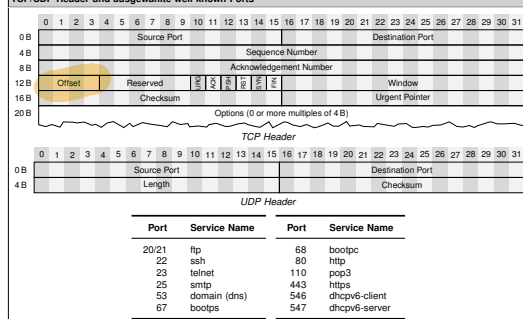 TCP/UDP-Header und ausgewählte well-known Ports
0 1 2 3 4 5 6 7 8 9 10 11 12 13 14 15 16 17 18 19 20 21 22 23 24 25 26 27 28 29 30 31
0 B Source Port Destination Port
4 B Sequence Number
8 B Acknowledgement Number
12 B Offset Reserved URG ACK PSH RST SYN FIN Window
16 B Checksum Urgent Pointer
20 B Options (0 or more multiples of 4 B)
TCP Header
0 1 2 3 4 5 6 7 8 9 10 11 12 13 14 15 16 17 18 19 20 21 22 23 24 25 26 27 28 29 30 31
0 B Source Port Destination Port
4 B Length Checksum
UDP Header
Port Service Name Port Service Name
20/21 ftp 68 bootpc
22 ssh 80 http
23 telnet 110 pop3
25 smtp 443 https
53 domain (dns) 546 dhcpv6-client
67 bootps 547 dhcpv6-server